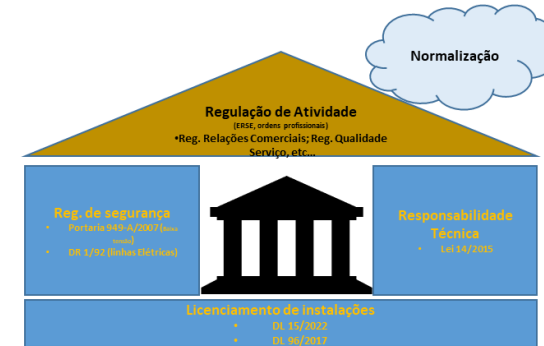 Normalização
Regulação de Atividade
(ERSE, ordens profissionais)
•Reg. Relações Comerciais; Reg. Qualidade
Serviço, etc...
Reg. de segurança
• Portaria 949-A/2007 (Baixa
tensão)
• DR 1/92 (linhas Elétricas)
Responsabilidade
Técnica
• Lei 14/2015
Licenciamento de instalações
• DL 15/2022
• DL 96/2017